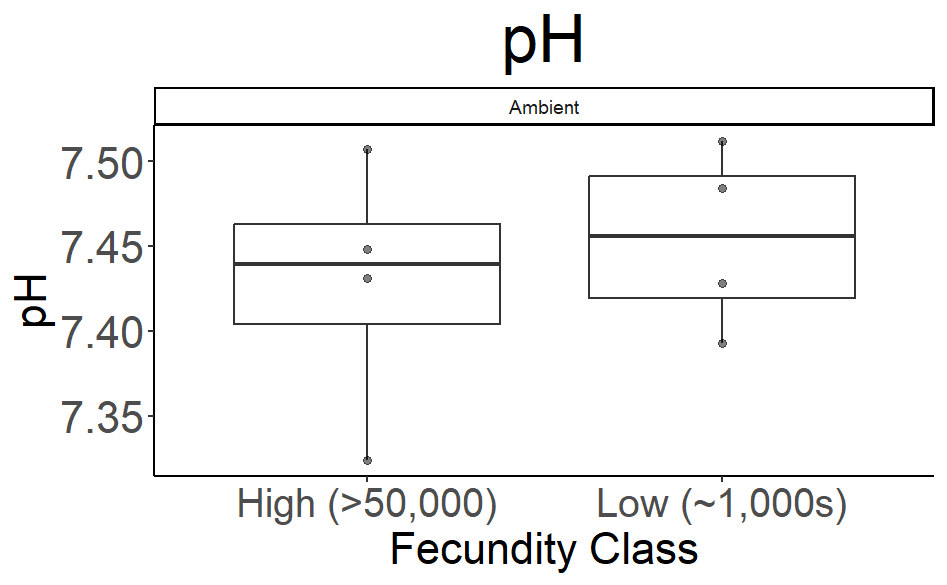 pH
Ambient
7.50
7.45
7.40
7.35
pH
High (>50,000)
Low (~1,000s)
Fecundity Class